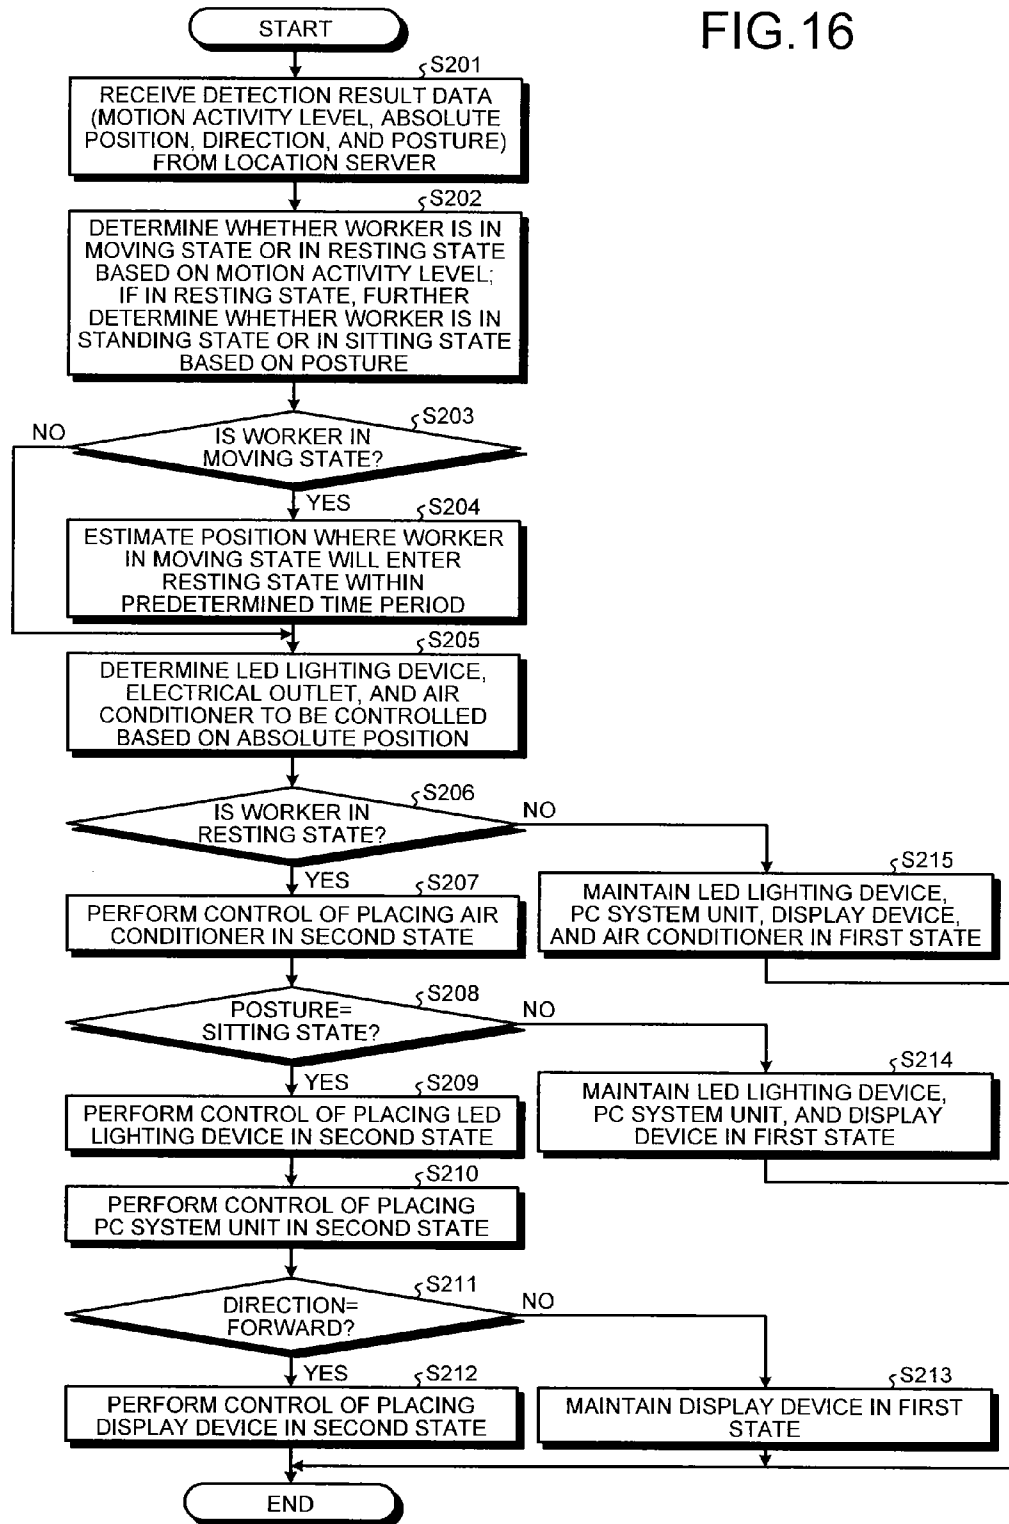 FIG.16
START
S201
RECEIVE DETECTION RESULT DATA
(MOTION ACTIVITY LEVEL, ABSOLUTE
POSITION, DIRECTION, AND POSTURE)
FROM LOCATION SERVER
S202
DETERMINE WHETHER WORKER IS IN
MOVING STATE OR IN RESTING STATE
BASED ON MOTION ACTIVITY LEVEL;
IF IN RESTING STATE, FURTHER
DETERMINE WHETHER WORKER IS IN
STANDING STATE OR IN SITTING STATE
BASED ON POSTURE
S203
NO
IS WORKER IN
MOVING STATE?
YES
S204
ESTIMATE POSITION WHERE WORKER
IN MOVING STATE WILL ENTER
RESTING STATE WITHIN
PREDETERMINED TIME PERIOD
S205
DETERMINE LED LIGHTING DEVICE,
ELECTRICAL OUTLET, AND AIR
CONDITIONER TO BE CONTROLLED
BASED ON ABSOLUTE POSITION
S206
NO
IS WORKER IN
RESTING STATE?
YES
S207
PERFORM CONTROL OF PLACING AIR
CONDITIONER IN SECOND STATE
S215
MAINTAIN LED LIGHTING DEVICE,
PC SYSTEM UNIT, DISPLAY DEVICE,
AND AIR CONDITIONER IN FIRST STATE
S208
NO
POSTURE=
SITTING STATE?
YES
S209
PERFORM CONTROL OF PLACING LED
LIGHTING DEVICE IN SECOND STATE
S214
MAINTAIN LED LIGHTING DEVICE,
PC SYSTEM UNIT, AND DISPLAY
DEVICE IN FIRST STATE
S210
PERFORM CONTROL OF PLACING
PC SYSTEM UNIT IN SECOND STATE
S211
NO
DIRECTION=
FORWARD?
YES
S212
PERFORM CONTROL OF PLACING
DISPLAY DEVICE IN SECOND STATE
S213
MAINTAIN DISPLAY DEVICE IN FIRST
STATE
END